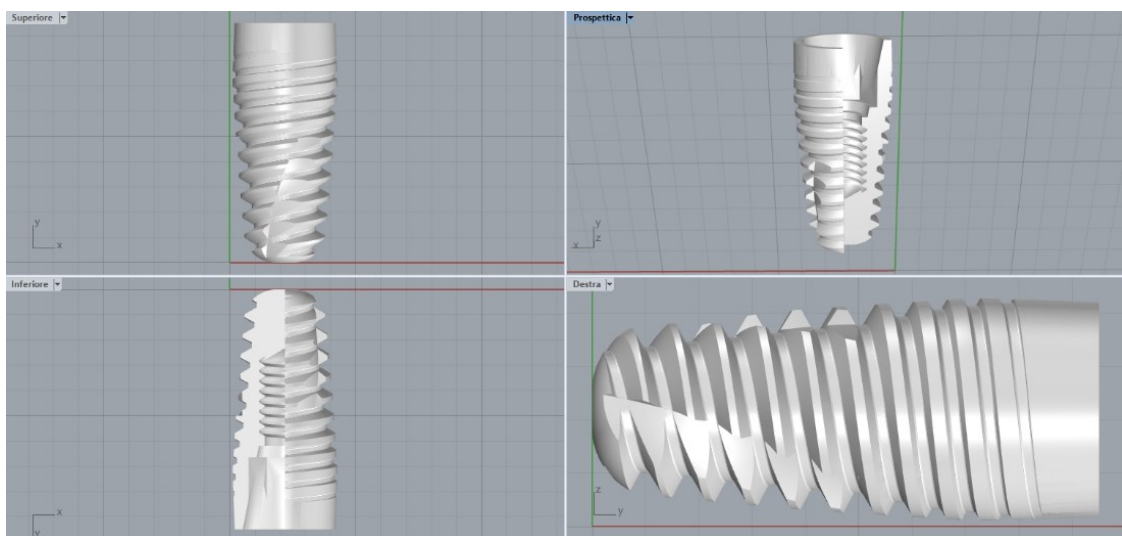 Superiore
Prospettica
y
x
y
x
z
Inferiore
Destra
x
y
z
y